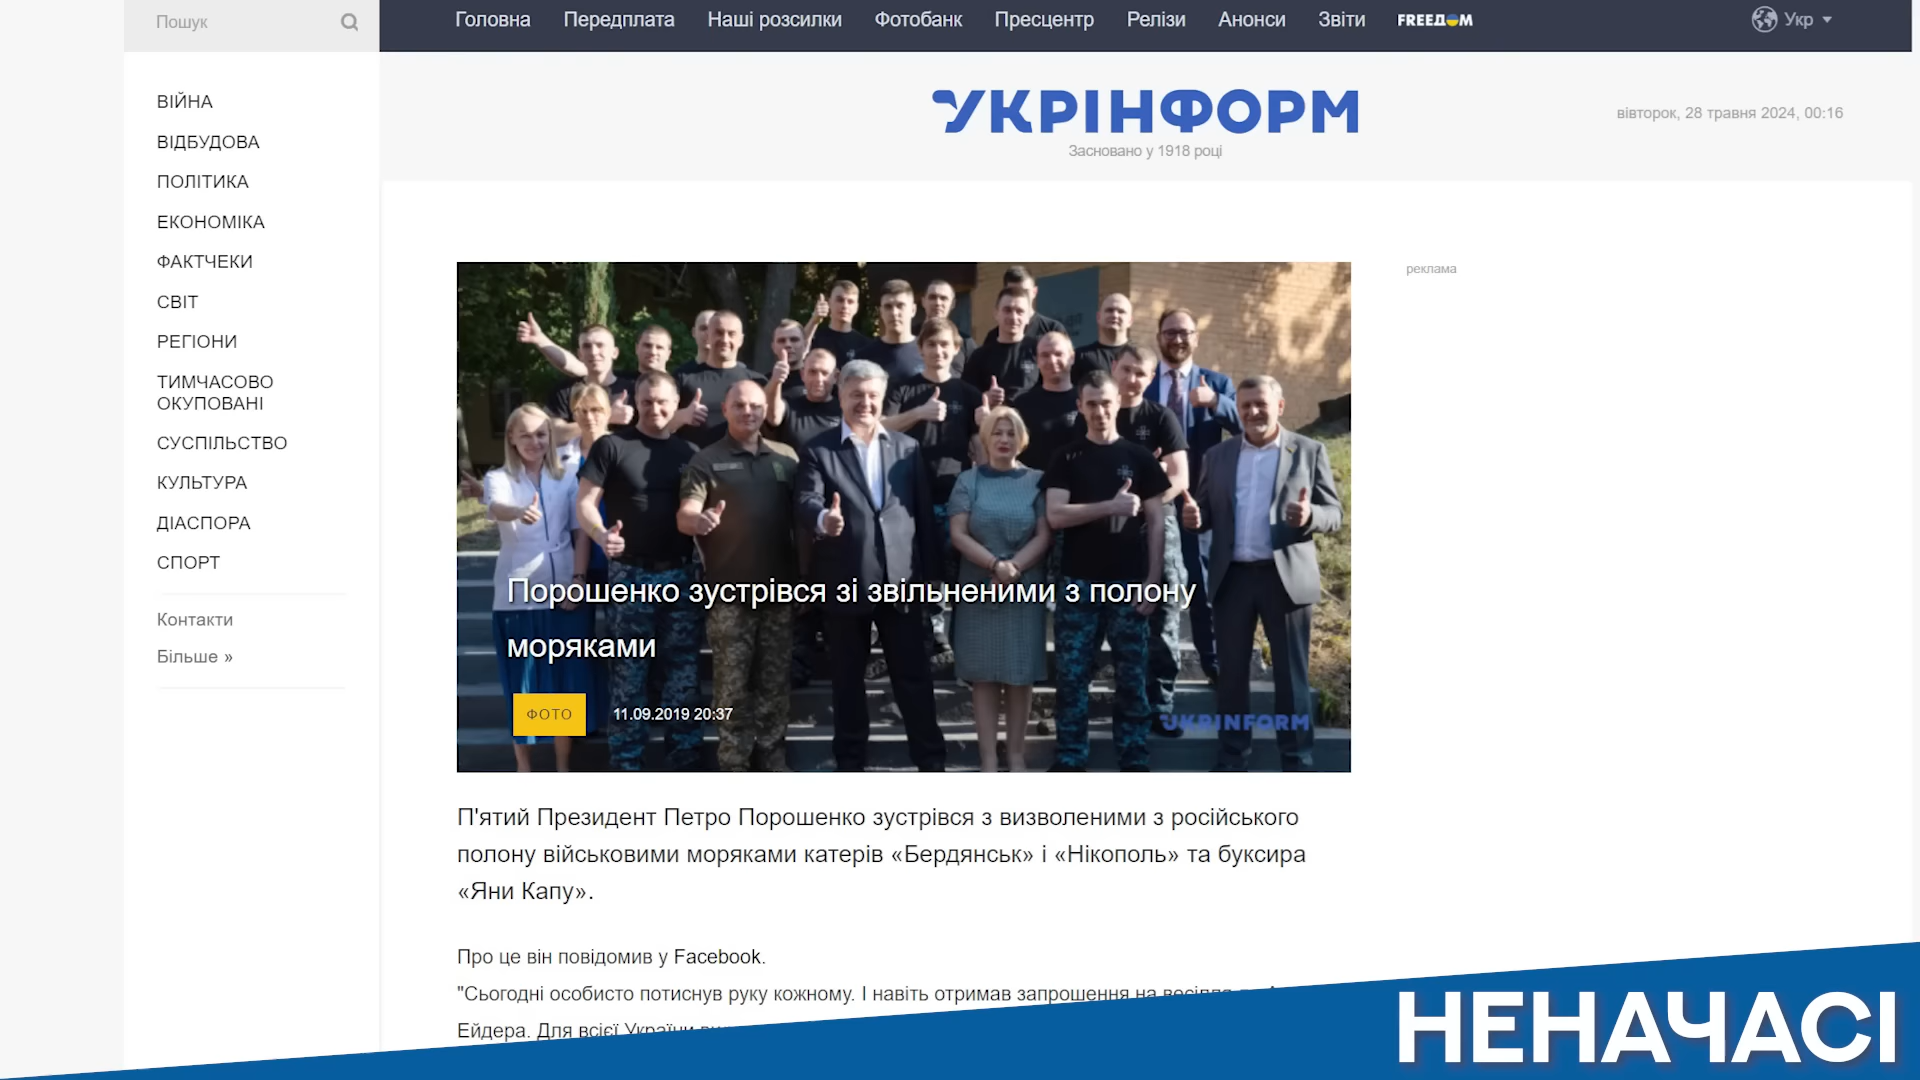 Пошук
Головна
Передплата
Наші розсилки
Фотобанк
Пресцентр
Релізи
Анонси
Звіти
FREEДOM
Укр
ВІЙНА
ВІДБУДОВА
ПОЛІТИКА
ЕКОНОМІКА
ФАКТЧЕКИ
СВІТ
РЕГІОНИ
ТИМЧАСОВО
ОКУПОВАНІ
СУСПІЛЬСТВО
КУЛЬТУРА
ДІАСПОРА
СПОРТ
Контакти
Більше »
УКРІНФОРМ
Засновано у 1918 році
вівторок, 28 травня 2024, 00:16
реклама
Порошенко зустрівся зі звільненими з полону
моряками
ФОТО
11.09.2019 20:37
UKRINFORM
П'ятий Президент Петро Порошенко зустрівся з визволеними з російського
полону військовими моряками катерів «Бердянськ» і «Нікополь» та буксира
«Яни Капу».
Про це він повідомив у Facebook.
"Сьогодні особисто потиснув руку кожному. І навіть отримав запрошення на
Ейдера. Для всієї України
НЕНАЧАСІ